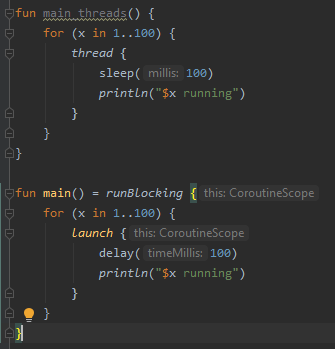 fun main_threads() {
    for (x in 1..100) {
        thread {
            sleep( millis: 100)
            println("$x running")
        }
    }
}

fun main() = runBlocking { this: CoroutineScope
    for (x in 1..100) {
        launch { this: CoroutineScope
            delay( timeMillis: 100)
            println("$x running")
        }
    }
}